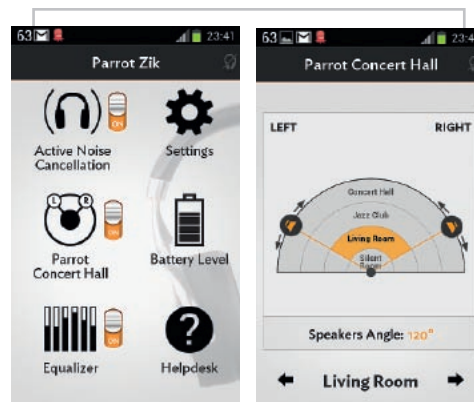 63 23:41
Parrot Zik
ON
Active Noise
Cancellation
Settings
L R
ON
Parrot
Concert Hall
Battery Level
ON
?
Equalizer
Helpdesk
63 23:4
Parrot Concert Hall
LEFT RIGHT
Concert Hall
Jazz Club
Living Room
Silent
Room
Speakers Angle: 120°
Living Room